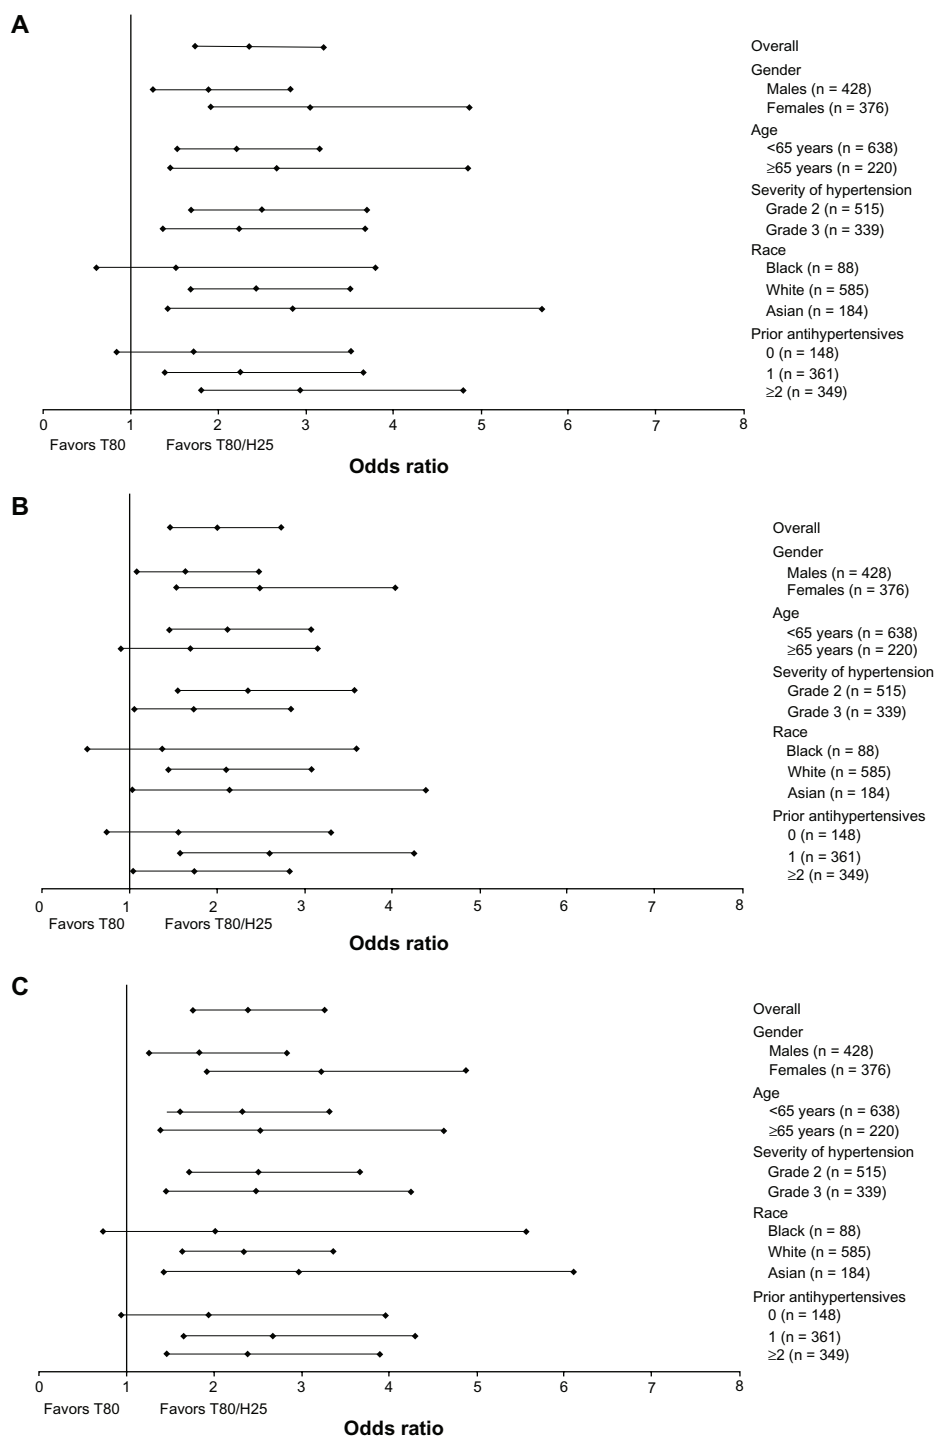 A
Overall
Gender
Males (n = 428)
Females (n = 376)
Age
<65 years (n = 638)
≥65 years (n = 220)
Severity of hypertension
Grade 2 (n = 515)
Grade 3 (n = 339)
Race
Black (n = 88)
White (n = 585)
Asian (n = 184)
Prior antihypertensives
0 (n = 148)
1 (n = 361)
≥2 (n = 349)
0 1 2 3 4 5 6 7 8
Favors T80 Favors T80/H25
Odds ratio
B
Overall
Gender
Males (n = 428)
Females (n = 376)
Age
<65 years (n = 638)
≥65 years (n = 220)
Severity of hypertension
Grade 2 (n = 515)
Grade 3 (n = 339)
Race
Black (n = 88)
White (n = 585)
Asian (n = 184)
Prior antihypertensives
0 (n = 148)
1 (n = 361)
≥2 (n = 349)
0 1 2 3 4 5 6 7 8
Favors T80 Favors T80/H25
Odds ratio
C
Overall
Gender
Males (n = 428)
Females (n = 376)
Age
<65 years (n = 638)
≥65 years (n = 220)
Severity of hypertension
Grade 2 (n = 515)
Grade 3 (n = 339)
Race
Black (n = 88)
White (n = 585)
Asian (n = 184)
Prior antihypertensives
0 (n = 148)
1 (n = 361)
≥2 (n = 349)
0 1 2 3 4 5 6 7 8
Favors T80 Favors T80/H25
Odds ratio